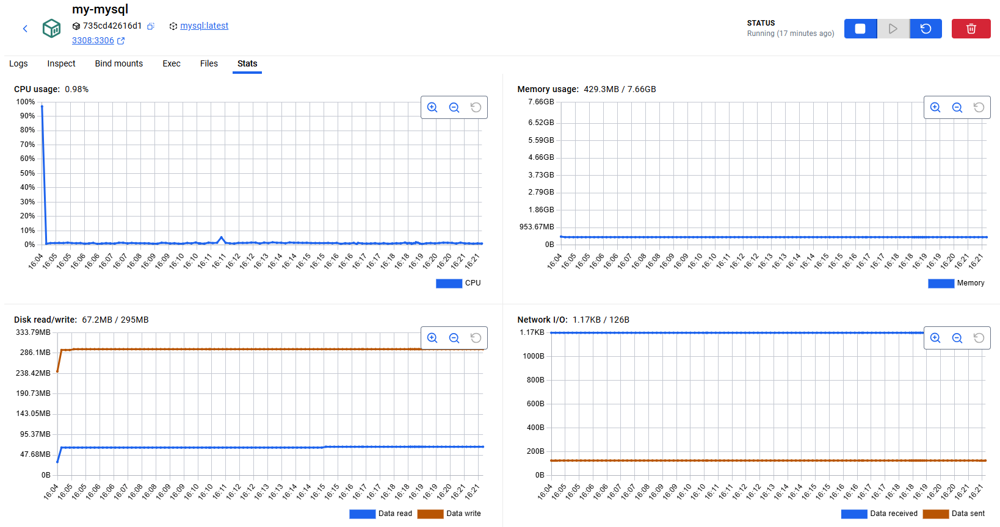 my-mysql
735cd42616d1 mysql:latest
3308:3306
STATUS
Running (17 minutes ago)
Logs Inspect Bind mounts Exec Files Stats
CPU usage: 0.98%
100%
90%
80%
70%
60%
50%
40%
30%
20%
10%
0%
16:04 16:05 16:05 16:06 16:06 16:07 16:07 16:08 16:09 16:09 16:10 16:10 16:11 16:11 16:12 16:12 16:13 16:14 16:14 16:15 16:15 16:16 16:16 16:17 16:17 16:18 16:18 16:19 16:20 16:20 16:21 16:21
CPU
Memory usage: 429.3MB / 7.66GB
7.66GB
6.52GB
5.59GB
4.66GB
3.73GB
2.79GB
1.86GB
953.67MB
0B
16:04 16:05 16:05 16:06 16:06 16:07 16:08 16:08 16:09 16:09 16:10 16:10 16:11 16:12 16:12 16:13 16:13 16:14 16:14 16:15 16:15 16:16 16:17 16:17 16:18 16:18 16:19 16:19 16:20 16:21 16:21
Memory
Disk read/write: 67.2MB / 295MB
333.79MB
286.1MB
238.42MB
190.73MB
143.05MB
95.37MB
47.68MB
0B
16:04 16:05 16:05 16:06 16:06 16:07 16:08 16:08 16:09 16:09 16:10 16:10 16:11 16:12 16:12 16:13 16:13 16:14 16:14 16:15 16:15 16:16 16:17 16:17 16:18 16:18 16:19 16:19 16:20 16:21 16:21
Data read Data write
Network I/O: 1.17KB / 126B
1.17KB
1000B
800B
600B
400B
200B
0B
16:04 16:05 16:05 16:06 16:06 16:07 16:07 16:08 16:09 16:09 16:10 16:10 16:11 16:11 16:12 16:12 16:13 16:14 16:14 16:15 16:15 16:16 16:16 16:17 16:17 16:18 16:18 16:19 16:20 16:20 16:21 16:21
Data received Data sent